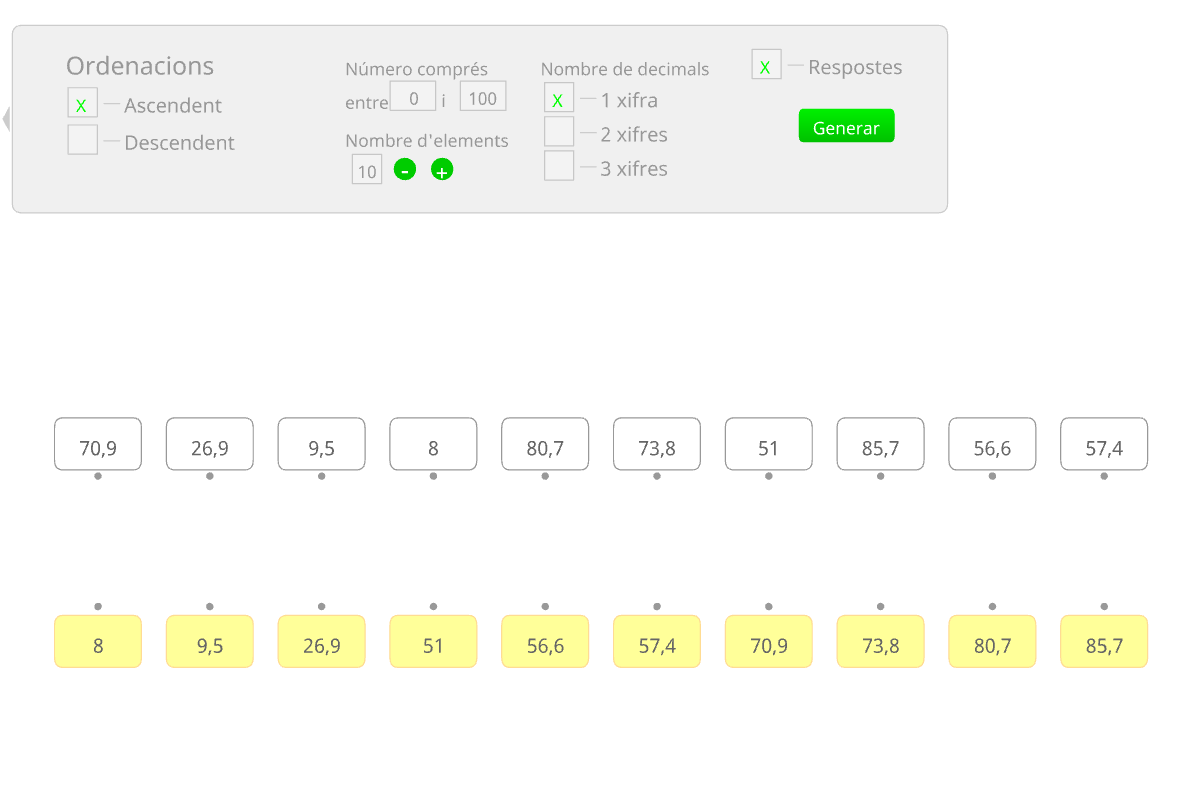 Ordenacions
X Ascendent
Descendent
Número comprés
entre 0 i 100
Nombre d'elements
10 - +
Nombre de decimals
X 1 xifra
2 xifres
3 xifres
X Respostes
Generar
70,9 26,9 9,5 8 80,7 73,8 51 85,7 56,6 57,4
8 9,5 26,9 51 56,6 57,4 70,9 73,8 80,7 85,7